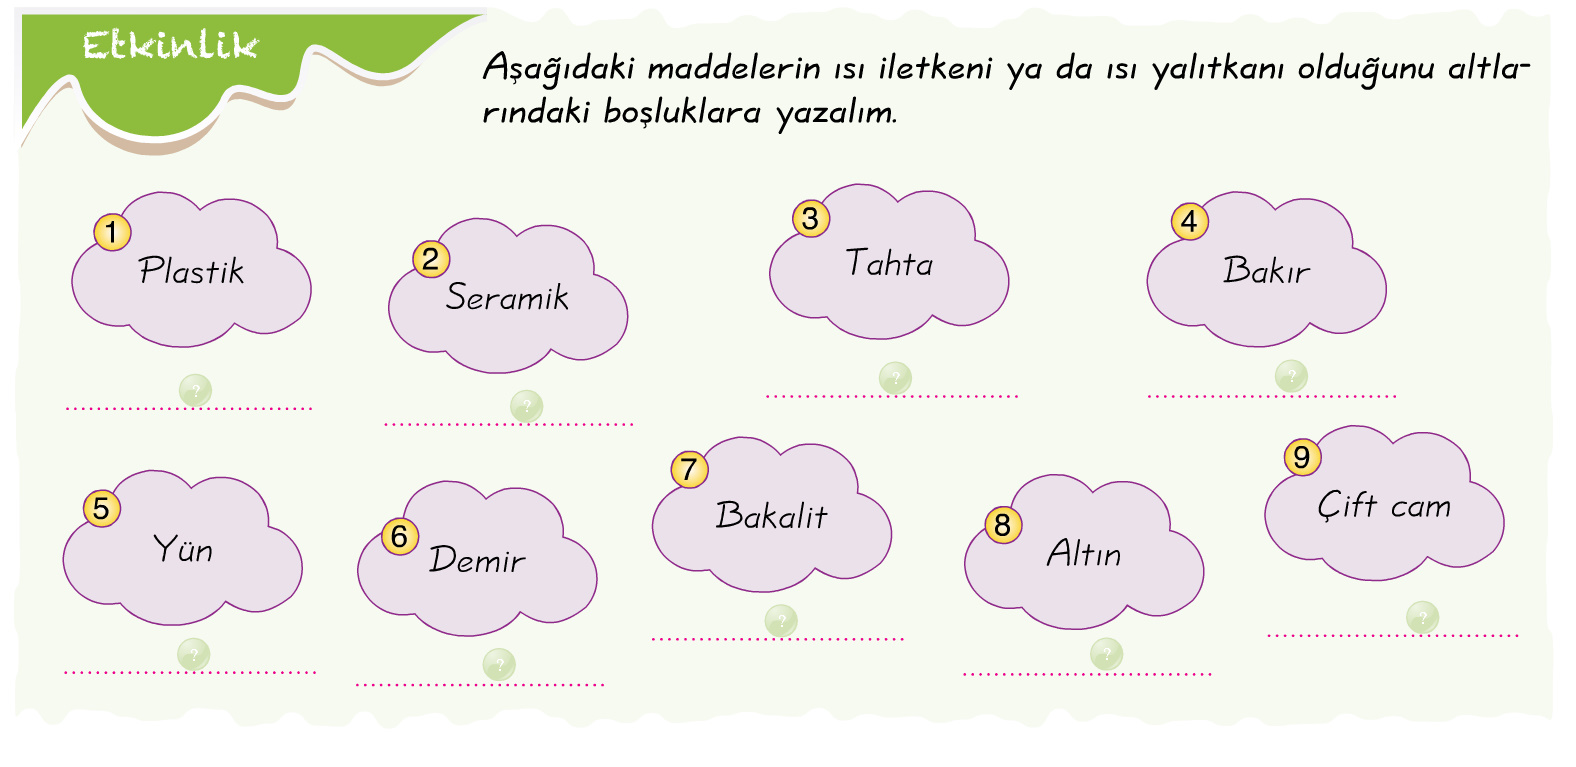 Etkinlik
Aşağıdaki maddelerin ısı iletkeni ya da ısı yalıtkanı olduğunu altla-
rındaki boşluklara yazalım.
1
Plastik
?
2
Seramik
?
3
Tahta
?
4
Bakır
?
5
Yün
?
6
Demir
?
7
Bakalit
?
8
Altın
?
9
Çift cam
?